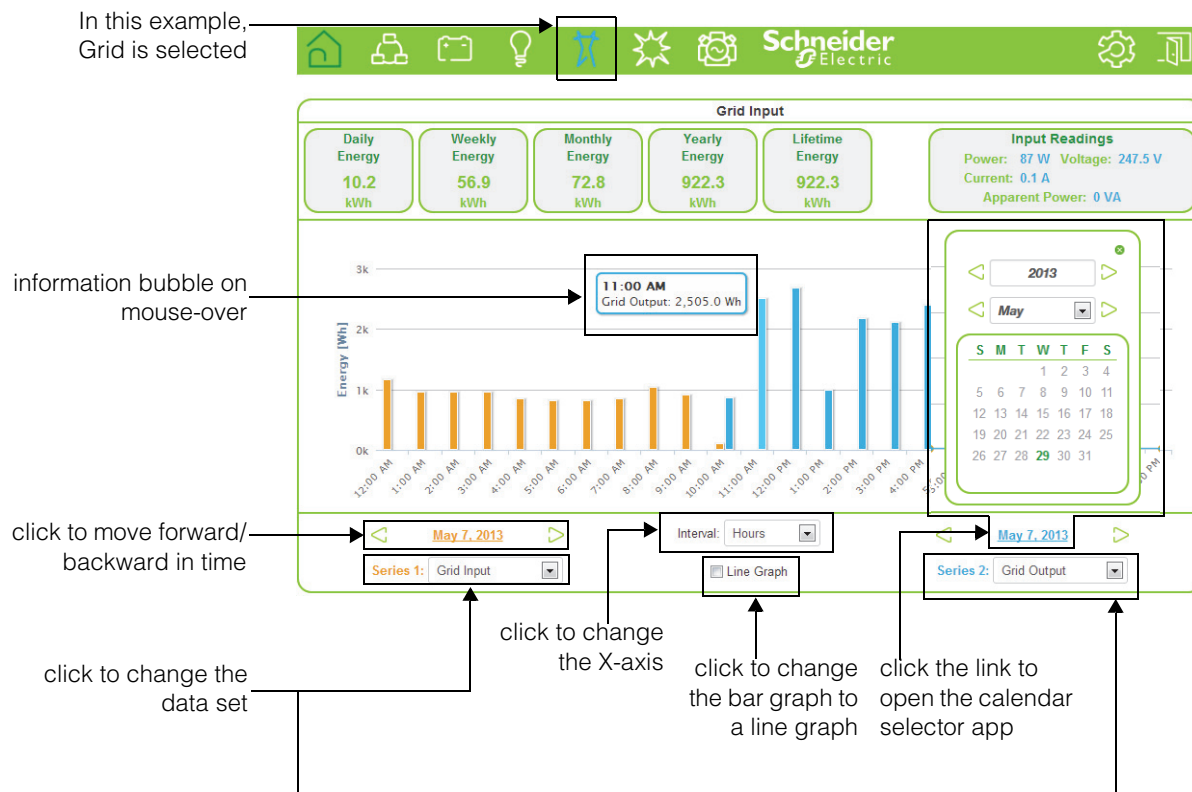 In this example,
Grid is selected
Schneider
Electric
Grid Input
Daily
Energy
10.2
kWh
Weekly
Energy
56.9
kWh
Monthly
Energy
72.8
kWh
Yearly
Energy
922.3
kWh
Lifetime
Energy
922.3
kWh
Input Readings
Power: 87 W Voltage: 247.5 V
Current: 0.1 A
Apparent Power: 0 VA
information bubble on
mouse-over
Energy [Wh]
3k
2k
1k
0k
11:00 AM
Grid Output: 2,505.0 Wh
12:00 AM
1:00 AM
2:00 AM
3:00 AM
4:00 AM
5:00 AM
6:00 AM
7:00 AM
8:00 AM
9:00 AM
10:00 AM
11:00 AM
12:00 PM
1:00 PM
2:00 PM
3:00 PM
4:00 PM
2013
May
S M T W T F S
1 2 3 4
5 6 7 8 9 10 11
12 13 14 15 16 17 18
19 20 21 22 23 24 25
26 27 28 29 30 31
click to move forward/
backward in time
May 7, 2013
Interval: Hours
May 7, 2013
Series 1: Grid Input
Line Graph
Series 2: Grid Output
click to change
the X-axis
click to change the
data set
click to change
the bar graph to
a line graph
click the link to
open the calendar
selector app